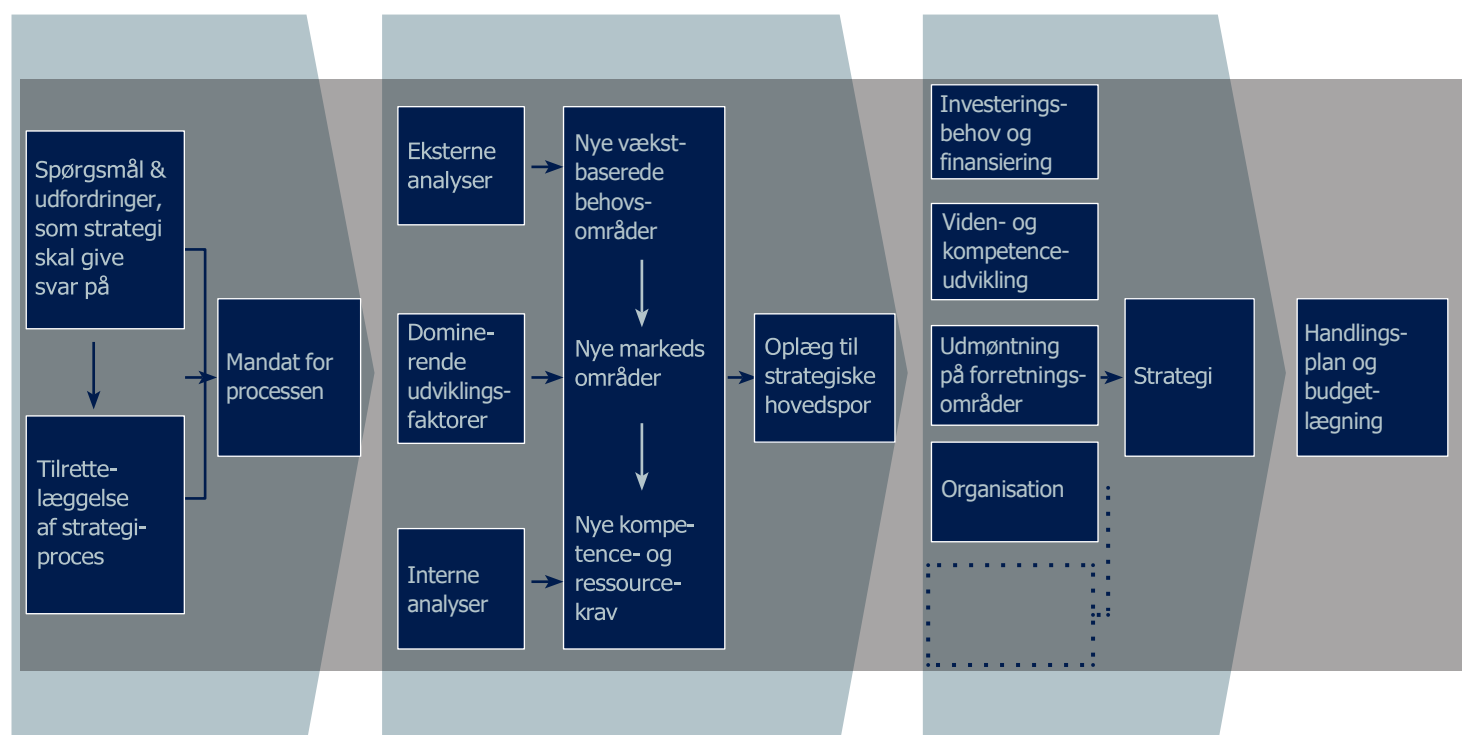 Spørgsmål &
udfordringer,
som strategi
skal give
svar på
Tilrette-
læggelse
af strategi-
proces
Mandat for
processen
Eksterne
analyser
Domine-
rende
udviklings-
faktorer
Interne
analyser
Nye vækst-
baserede
behovs-
områder
Nye markeds
områder
Nye kompe-
tence- og
ressource-
krav
Oplæg til
strategiske
hovedspor
Investerings-
behov og
finansiering
Viden- og
kompetence-
udvikling
Udmøntning
på forretnings-
områder
Organisation
Strategi
Handlings-
plan og
budget-
lægning